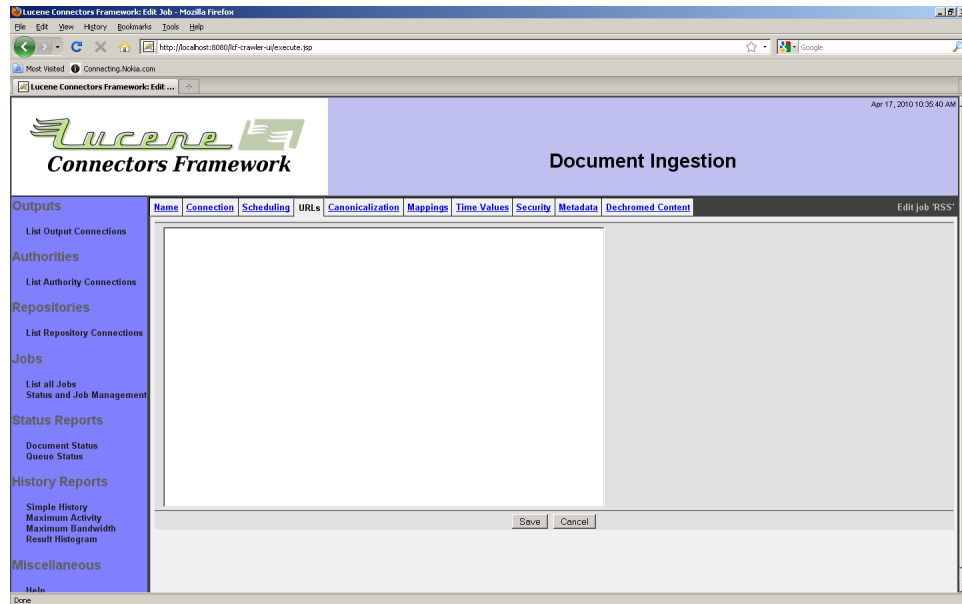 Lucene Connectors Framework: Edit Job - Mozilla Firefox
File Edit View History Bookmarks Tools Help
http://localhost:8080/lcf-crawler-ui/execute.jsp
Google
Most Visited Connecting.Nokia.com
Lucene Connectors Framework: Edit ...
Apr 17, 2010 10:35:40 AM
Lucene
Connectors Framework
Document Ingestion
Name Connection Scheduling URLs Canonicalization Mappings Time Values Security Metadata Dechromed Content Edit job 'RSS'
Outputs
List Output Connections
Authorities
List Authority Connections
Repositories
List Repository Connections
Jobs
List all Jobs
Status and Job Management
Status Reports
Document Status
Queue Status
History Reports
Simple History
Maximum Activity
Maximum Bandwidth
Result Histogram
Miscellaneous
Help
Save Cancel
Done